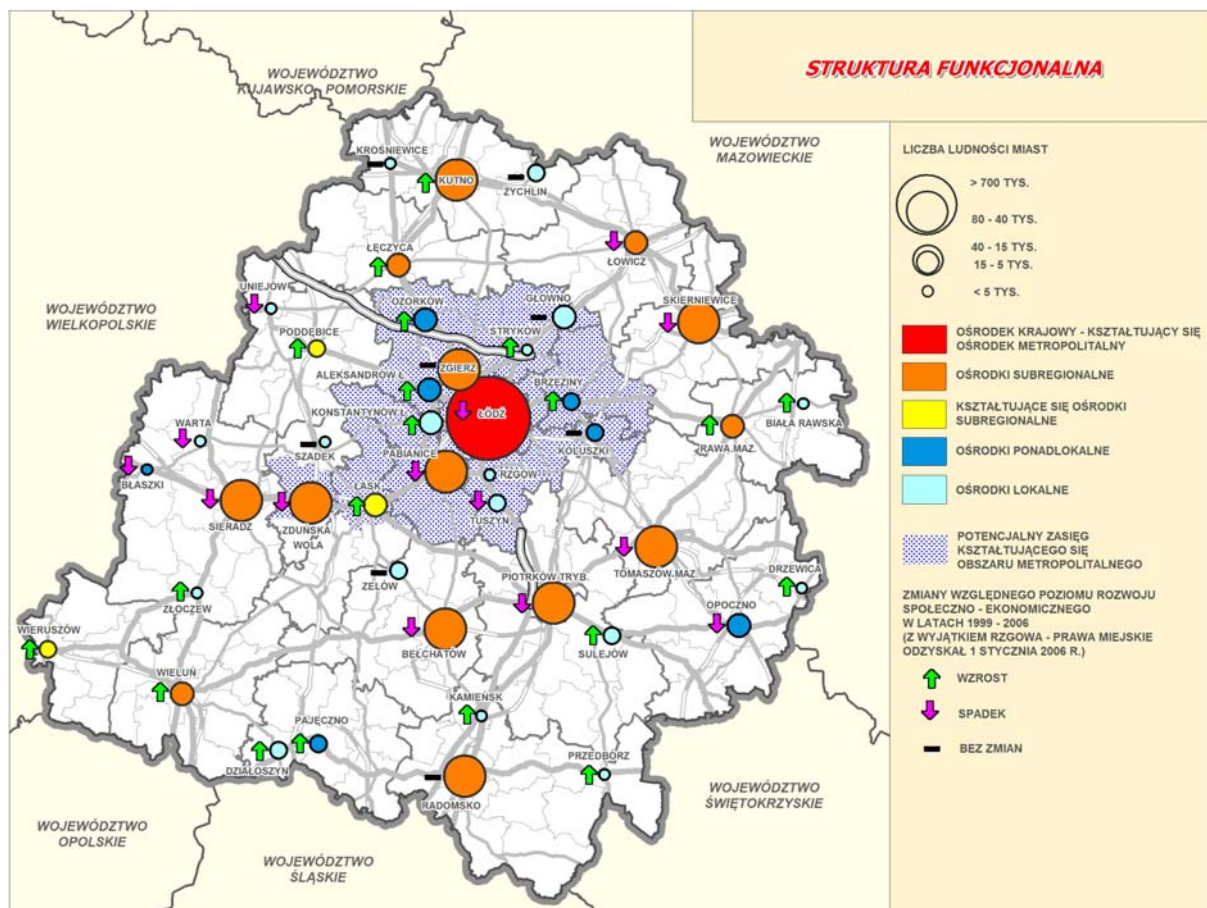 STRUKTURA FUNKCJONALNA
WOJEWÓDZTWO
KUJAWSKO - POMORSKIE
WOJEWÓDZTWO
MAZOWIECKIE
KROŚNIEWICE
KUTNO
ŻYCHLIN
ŁĘCZYCA
ŁOWICZ
UNIEJÓW
WOJEWÓDZTWO
WIELKOPOLSKIE
OZORKÓW
GŁOWNO
SKIERNIEWICE
PODDĘBICE
STRYKÓW
ZGIERZ
ALEKSANDRÓW Ł.
BRZEZINY
KONSTANTYNÓW Ł.
ŁÓDŹ
BIAŁA RAWSKA
RAWA MAZ.
WARTA
SZADEK
KOLUSZKI
PABIANICE
BŁASZKI
RZGÓW
ŁASK
TUSZYN
SIERADZ
ZDUŃSKA
WOLA
TOMASZÓW MAZ.
DRZEWICA
PIOTRKÓW TRYB.
ZELÓW
ZŁOCZEW
OPOCZNO
WIERUSZÓW
BEŁCHATÓW
SULEJÓW
WIELUŃ
KAMIEŃSK
PAJĘCZNO
DZIAŁOSZYN
PRZEDBÓRZ
RADOMSKO
WOJEWÓDZTWO
ŚWIĘTOKRZYSKIE
WOJEWÓDZTWO
OPOLSKIE
WOJEWÓDZTWO
ŚLĄSKIE
LICZBA LUDNOŚCI MIAST
> 700 TYS.
80 - 40 TYS.
40 - 15 TYS.
15 - 5 TYS.
< 5 TYS.
OŚRODEK KRAJOWY - KSZTAŁTUJĄCY SIĘ
OŚRODEK METROPOLITALNY
OŚRODKI SUBREGIONALNE
KSZTAŁTUJĄCE SIĘ OŚRODKI
SUBREGIONALNE
OŚRODKI PONADLOKALNE
OŚRODKI LOKALNE
POTENCJALNY ZASIĘG
KSZTAŁTUJĄCEGO SIĘ
OBSZARU METROPOLITALNEGO
ZMIANY WZGLĘDNEGO POZIOMU ROZWOJU
SPOŁECZNO - EKONOMICZNEGO
W LATACH 1999 - 2006
(Z WYJĄTKIEM RZGOWA - PRAWA MIEJSKIE
ODZYSKAŁ 1 STYCZNIA 2006 R.)
WZROST
SPADEK
BEZ ZMIAN